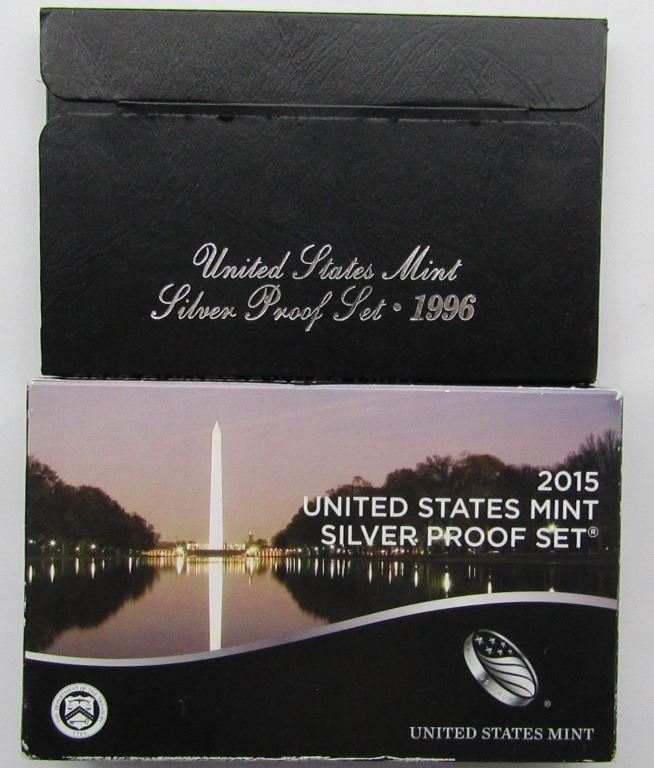 United States Mint
Silver Proof Set • 1996
2015
UNITED STATES MINT
SILVER PROOF SET®
®
UNITED STATES MINT